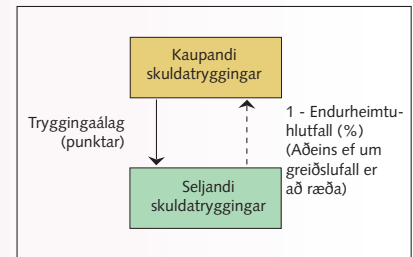 Kaupandi
skuldatryggingar
Tryggingaálag
(punktar)
1 - Endurheimtu-
hlutfall (%)
(Aðeins ef um
greiðslufall er
að ræða)
Seljandi
skuldatryggingar